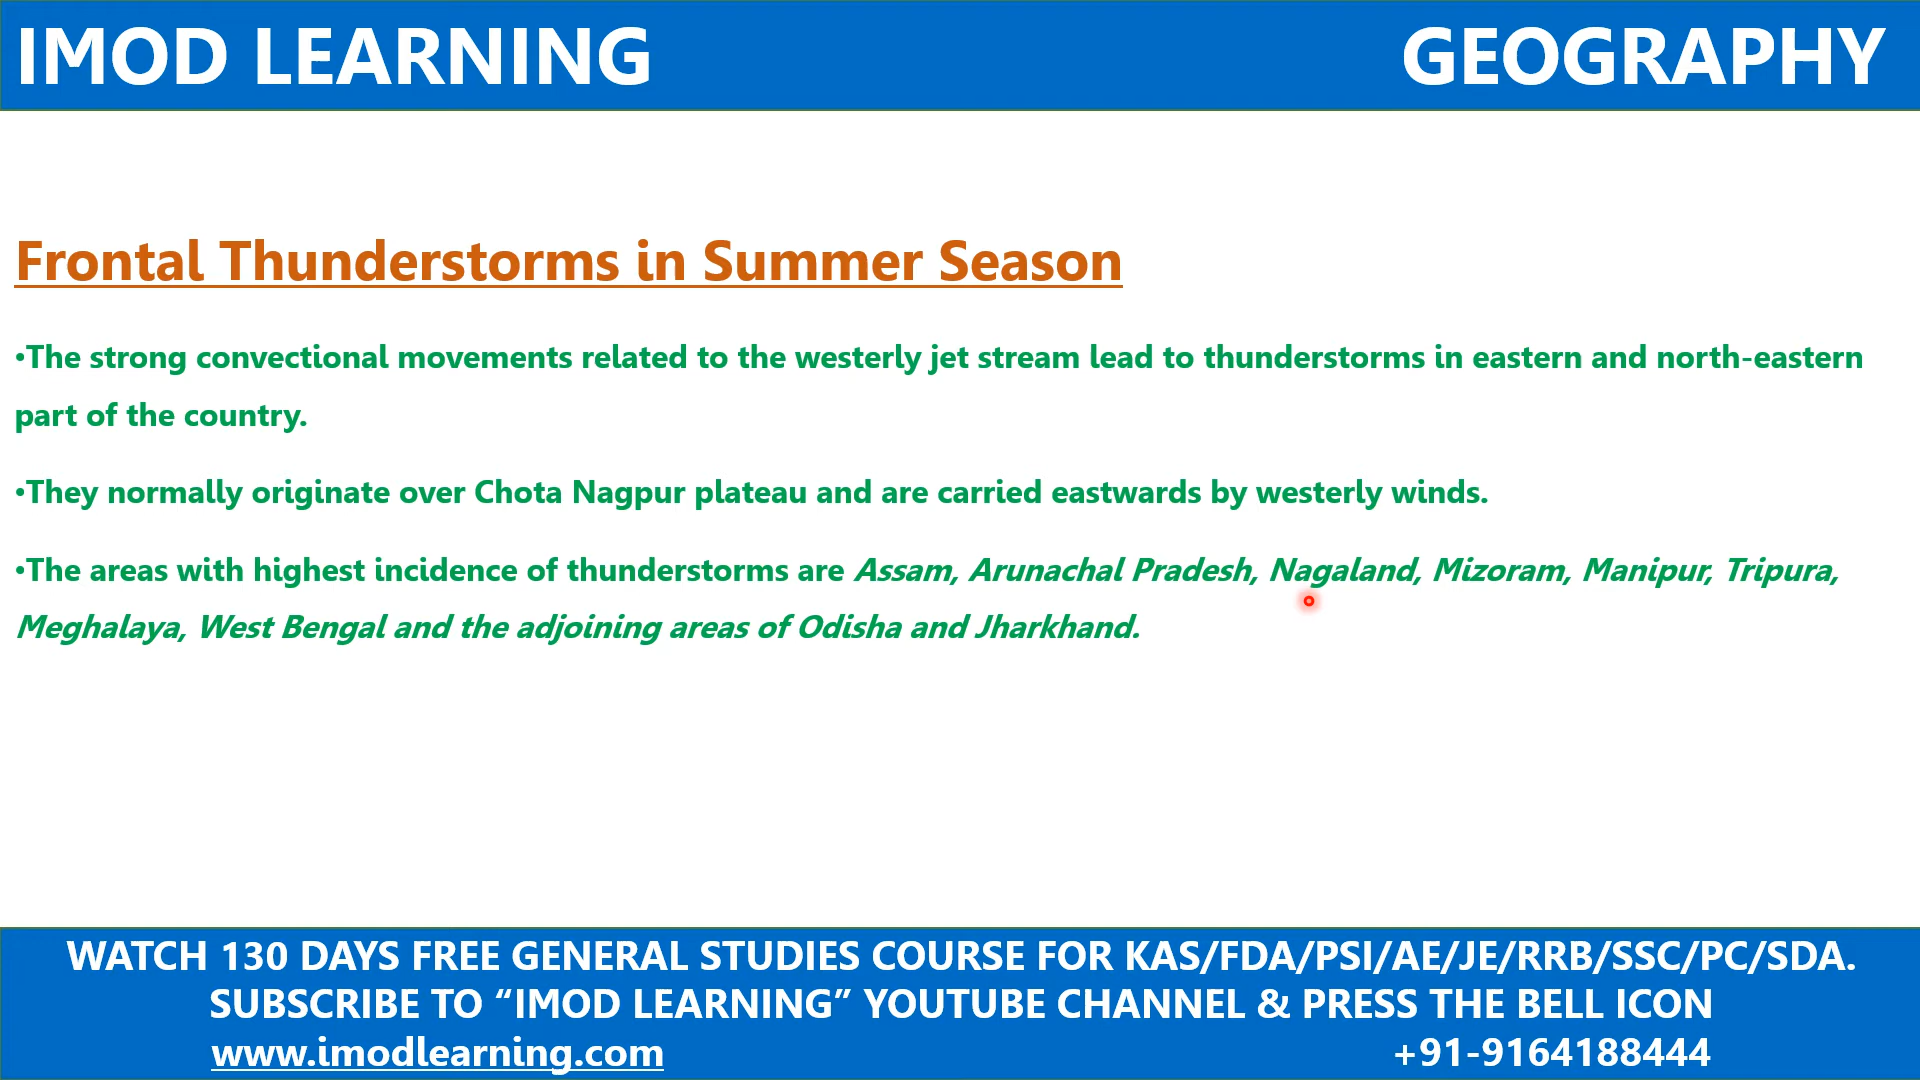 IMOD LEARNING GEOGRAPHY
Frontal Thunderstorms in Summer Season
•The strong convectional movements related to the westerly jet stream lead to thunderstorms in eastern and north-eastern
part of the country.
•They normally originate over Chota Nagpur plateau and are carried eastwards by westerly winds.
•The areas with highest incidence of thunderstorms are Assam, Arunachal Pradesh, Nagaland, Mizoram, Manipur, Tripura,
Meghalaya, West Bengal and the adjoining areas of Odisha and Jharkhand.
WATCH 130 DAYS FREE GENERAL STUDIES COURSE FOR KAS/FDA/PSI/AE/JE/RRB/SSC/PC/SDA.
SUBSCRIBE TO “IMOD LEARNING” YOUTUBE CHANNEL & PRESS THE BELL ICON
www.imodlearning.com +91-9164188444